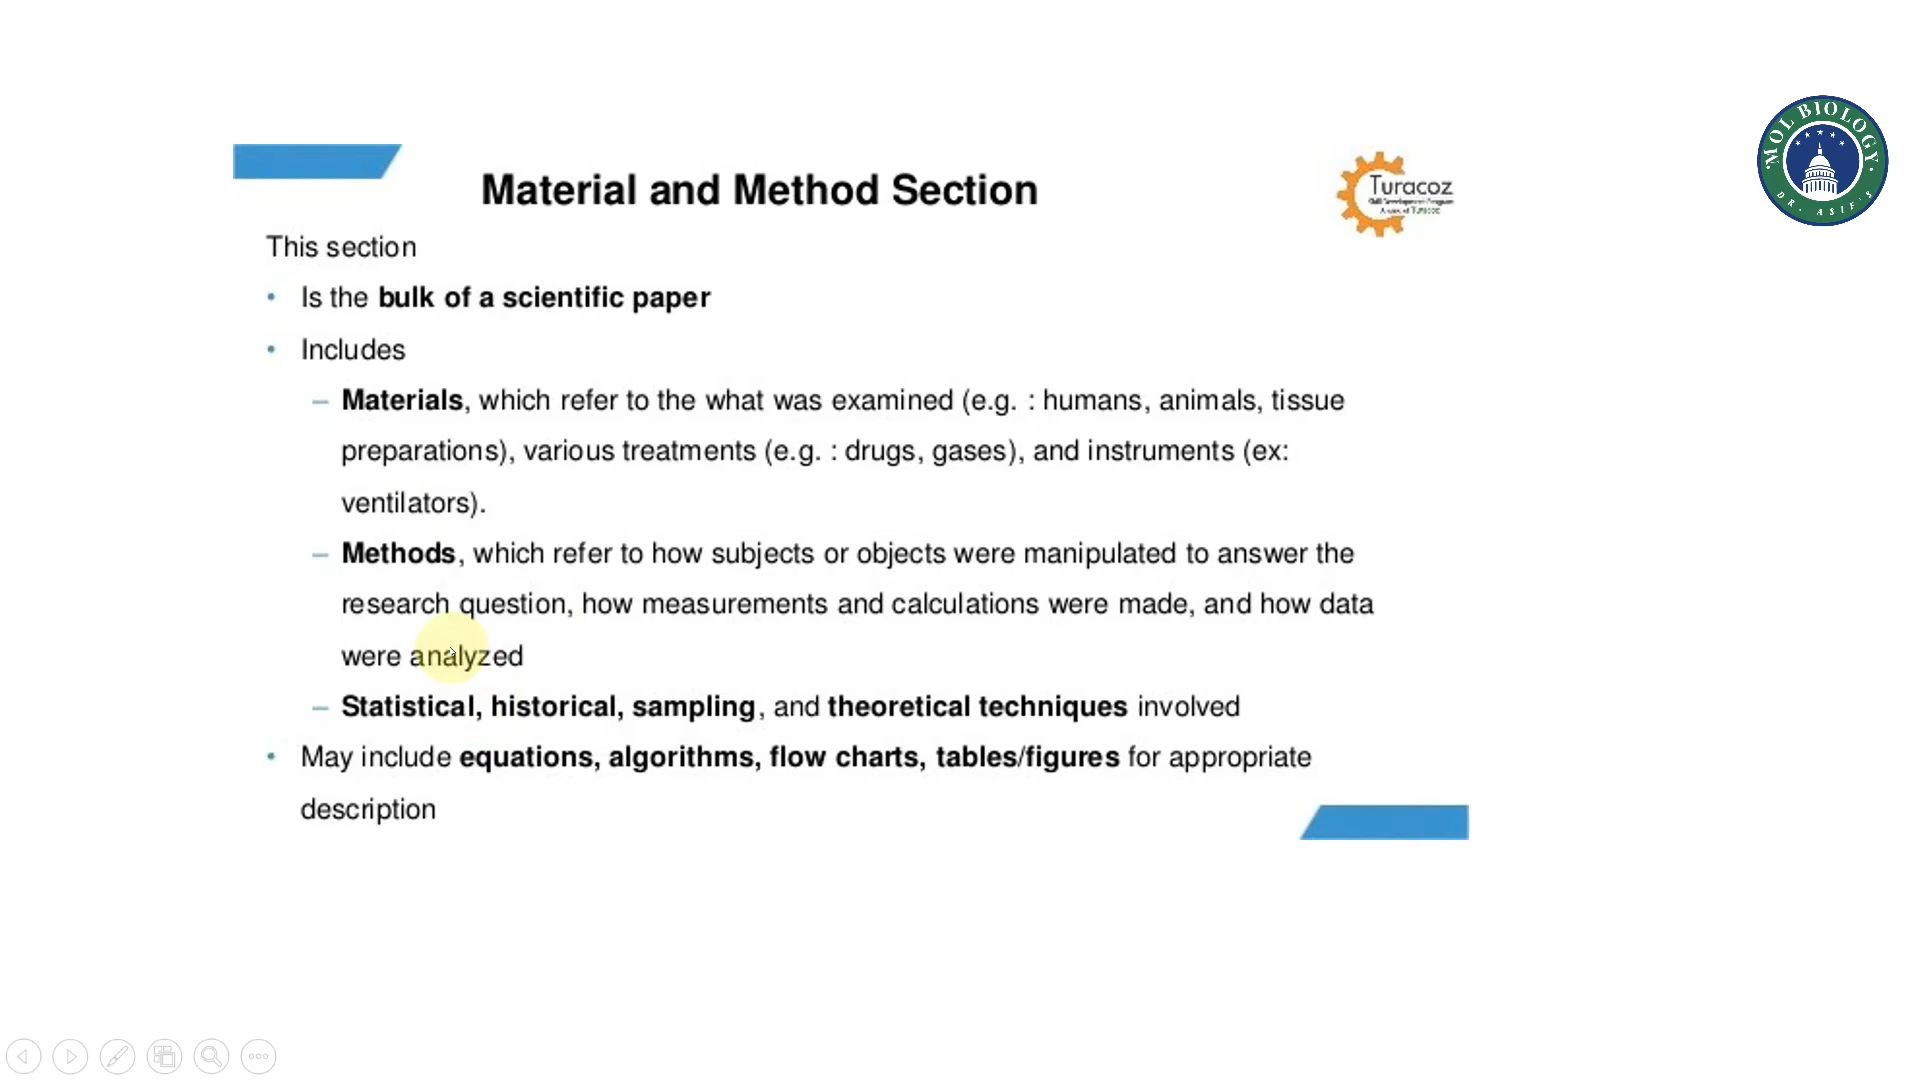 Material and Method Section
Turacoz
Skill Development Program
MOL BIOLOGY
DR. ASIF'S
This section
• Is the bulk of a scientific paper
• Includes
– Materials, which refer to the what was examined (e.g. : humans, animals, tissue
preparations), various treatments (e.g. : drugs, gases), and instruments (ex:
ventilators).
– Methods, which refer to how subjects or objects were manipulated to answer the
research question, how measurements and calculations were made, and how data
were analyzed
– Statistical, historical, sampling, and theoretical techniques involved
• May include equations, algorithms, flow charts, tables/figures for appropriate
description